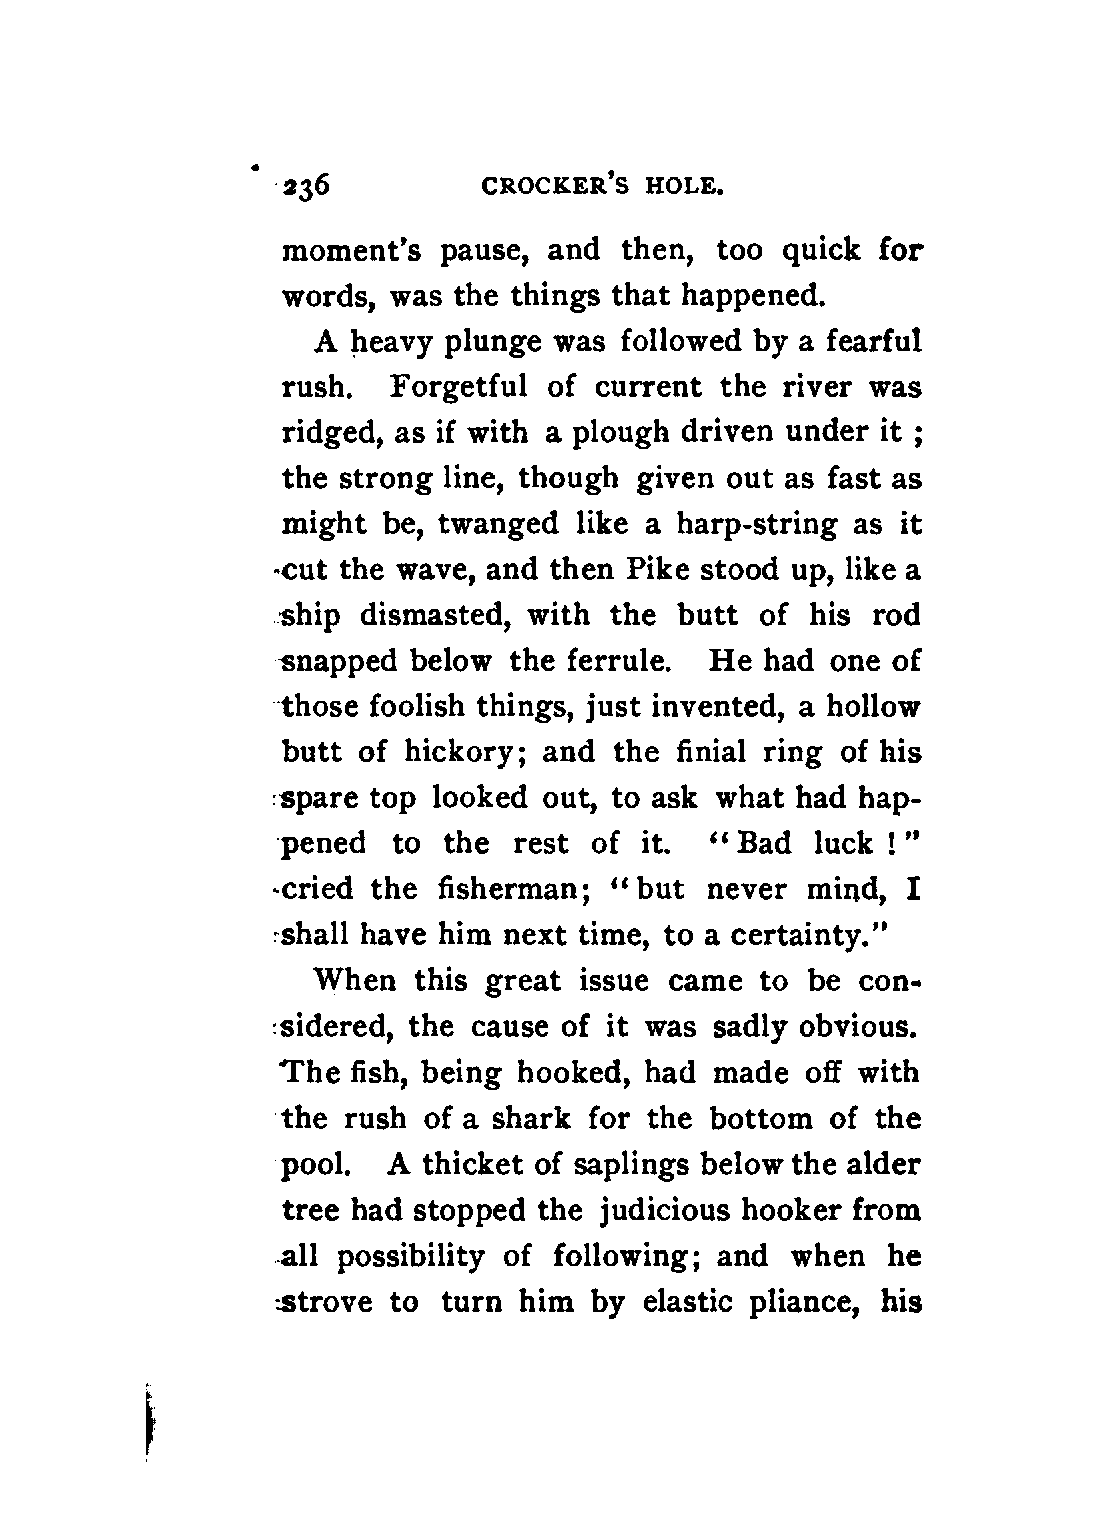 236 CROCKER'S HOLE.
moment's pause, and then, too quick for
words, was the things that happened.
A heavy plunge was followed by a fearful
rush. Forgetful of current the river was
ridged, as if with a plough driven under it ;
the strong line, though given out as fast as
might be, twanged like a harp-string as it
cut the wave, and then Pike stood up, like a
ship dismasted, with the butt of his rod
snapped below the ferrule. He had one of
those foolish things, just invented, a hollow
butt of hickory; and the finial ring of his
spare top looked out, to ask what had hap-
pened to the rest of it. "Bad luck !"
cried the fisherman; "but never mind, I
shall have him next time, to a certainty."
When this great issue came to be con-
sidered, the cause of it was sadly obvious.
The fish, being hooked, had made off with
the rush of a shark for the bottom of the
pool. A thicket of saplings below the alder
tree had stopped the judicious hooker from
all possibility of following; and when he
strove to turn him by elastic pliance, his